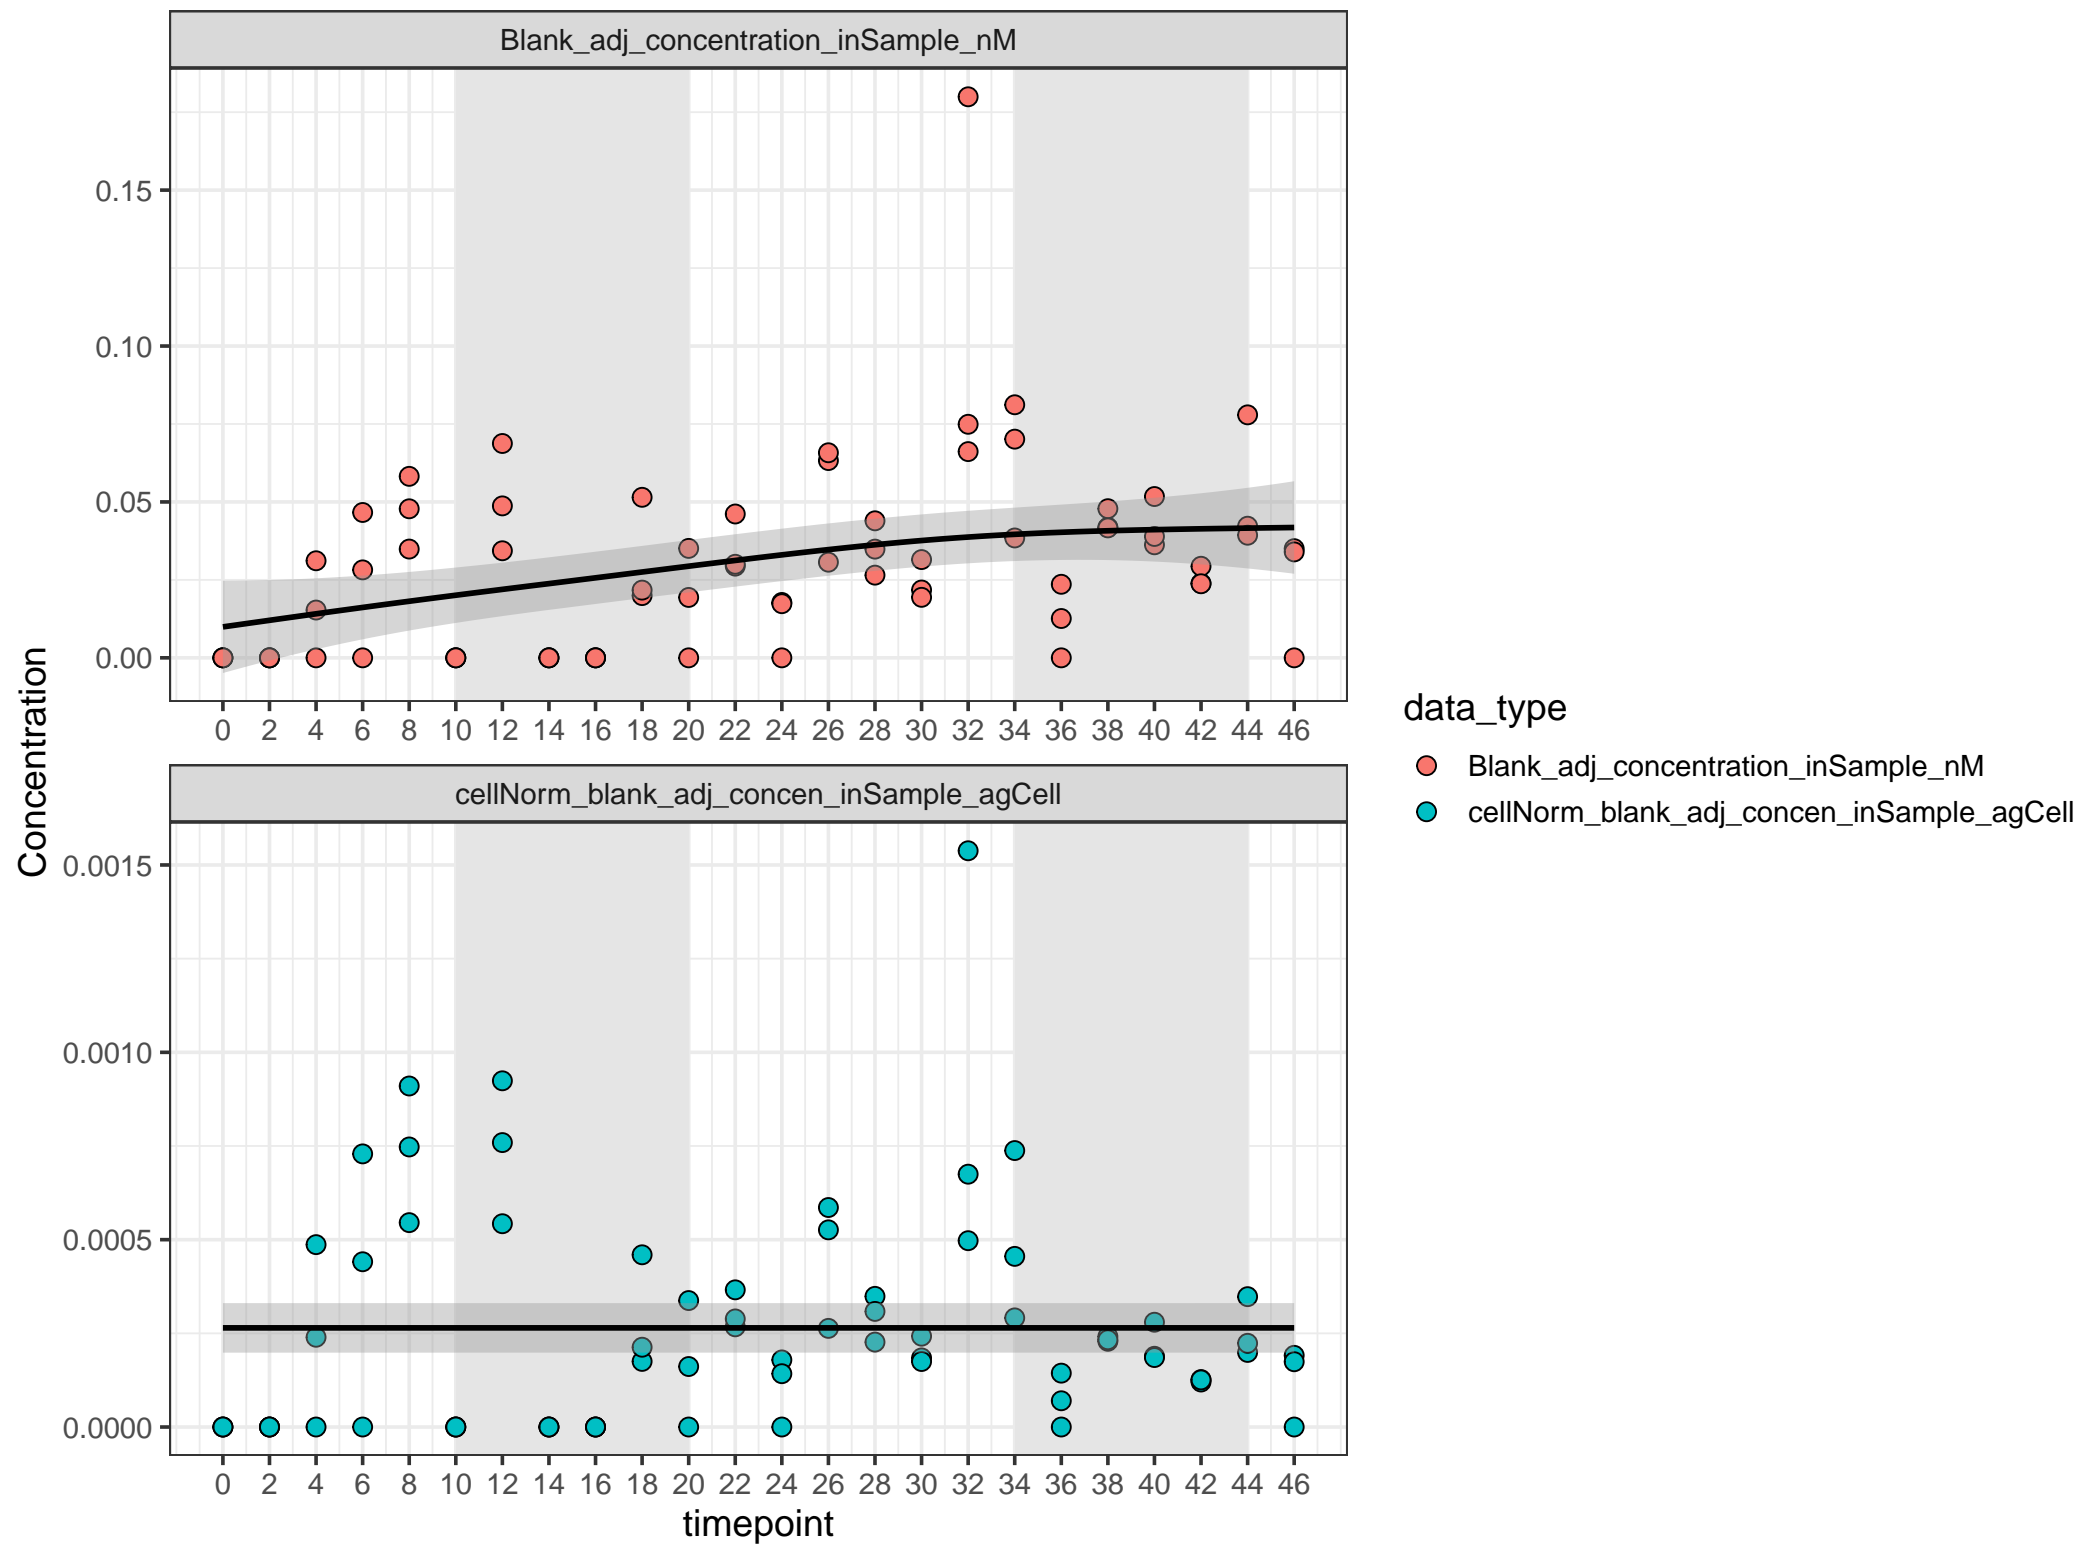 Blank_adj_concentration_inSample_nM
0.15
0.10
0.05
0.00
0 2 4 6 8 10 12 14 16 18 20 22 24 26 28 30 32 34 36 38 40 42 44 46
Concentration
cellNorm_blank_adj_concen_inSample_agCell
0.0015
0.0010
0.0005
0.0000
0 2 4 6 8 10 12 14 16 18 20 22 24 26 28 30 32 34 36 38 40 42 44 46
timepoint
data_type
Blank_adj_concentration_inSample_nM
cellNorm_blank_adj_concen_inSample_agCell